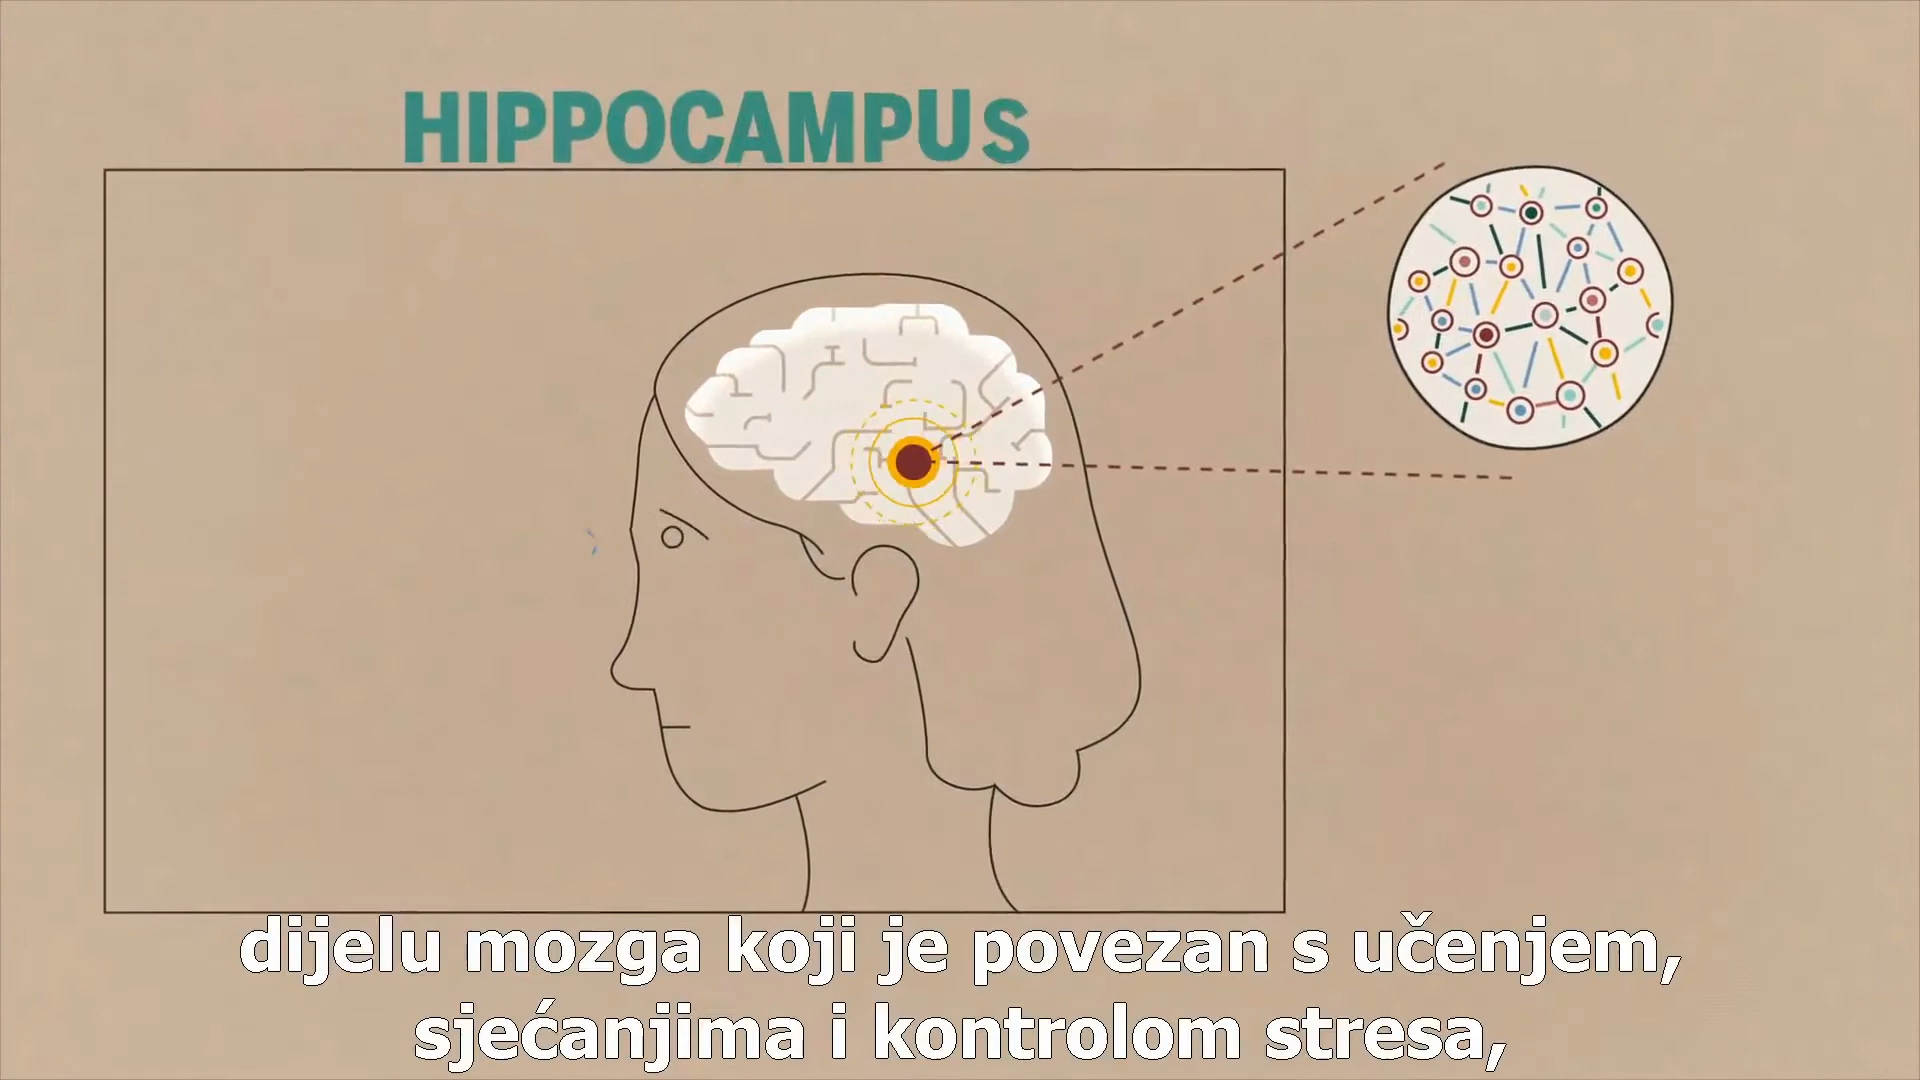 HIPPOCAMPUS
dijelu mozga koji je povezan s učenjem,
sjećanjima i kontrolom stresa,